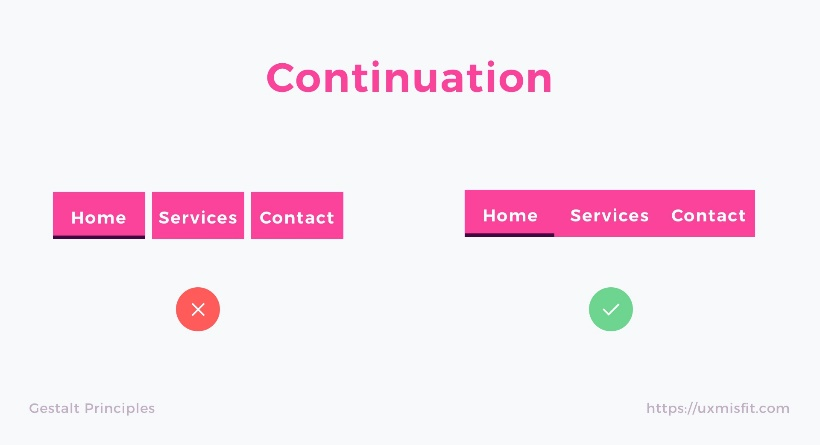 Continuation
Home Services Contact
Home Services Contact
Gestalt Principles
https://uxmisfit.com